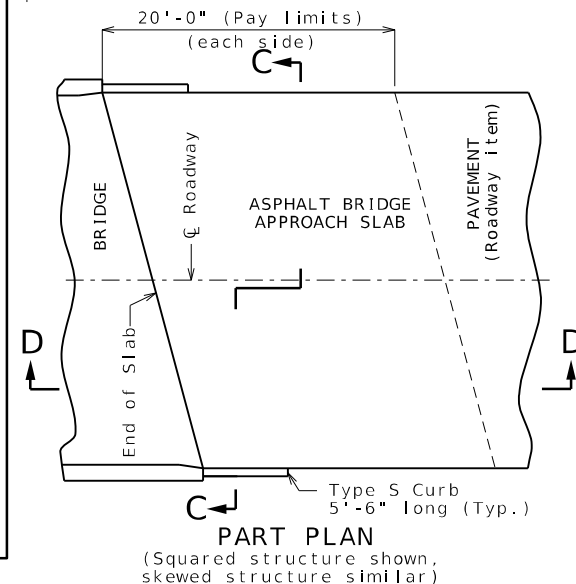 20'-0" (Pay limits)
(each side)
C
BRIDGE
℄ Roadway
ASPHALT BRIDGE
APPROACH SLAB
PAVEMENT
(Roadway item)
D
D
End of Slab
C
Type S Curb
5'-6" long (Typ.)
PART PLAN
(Squared structure shown,
skewed structure similar)